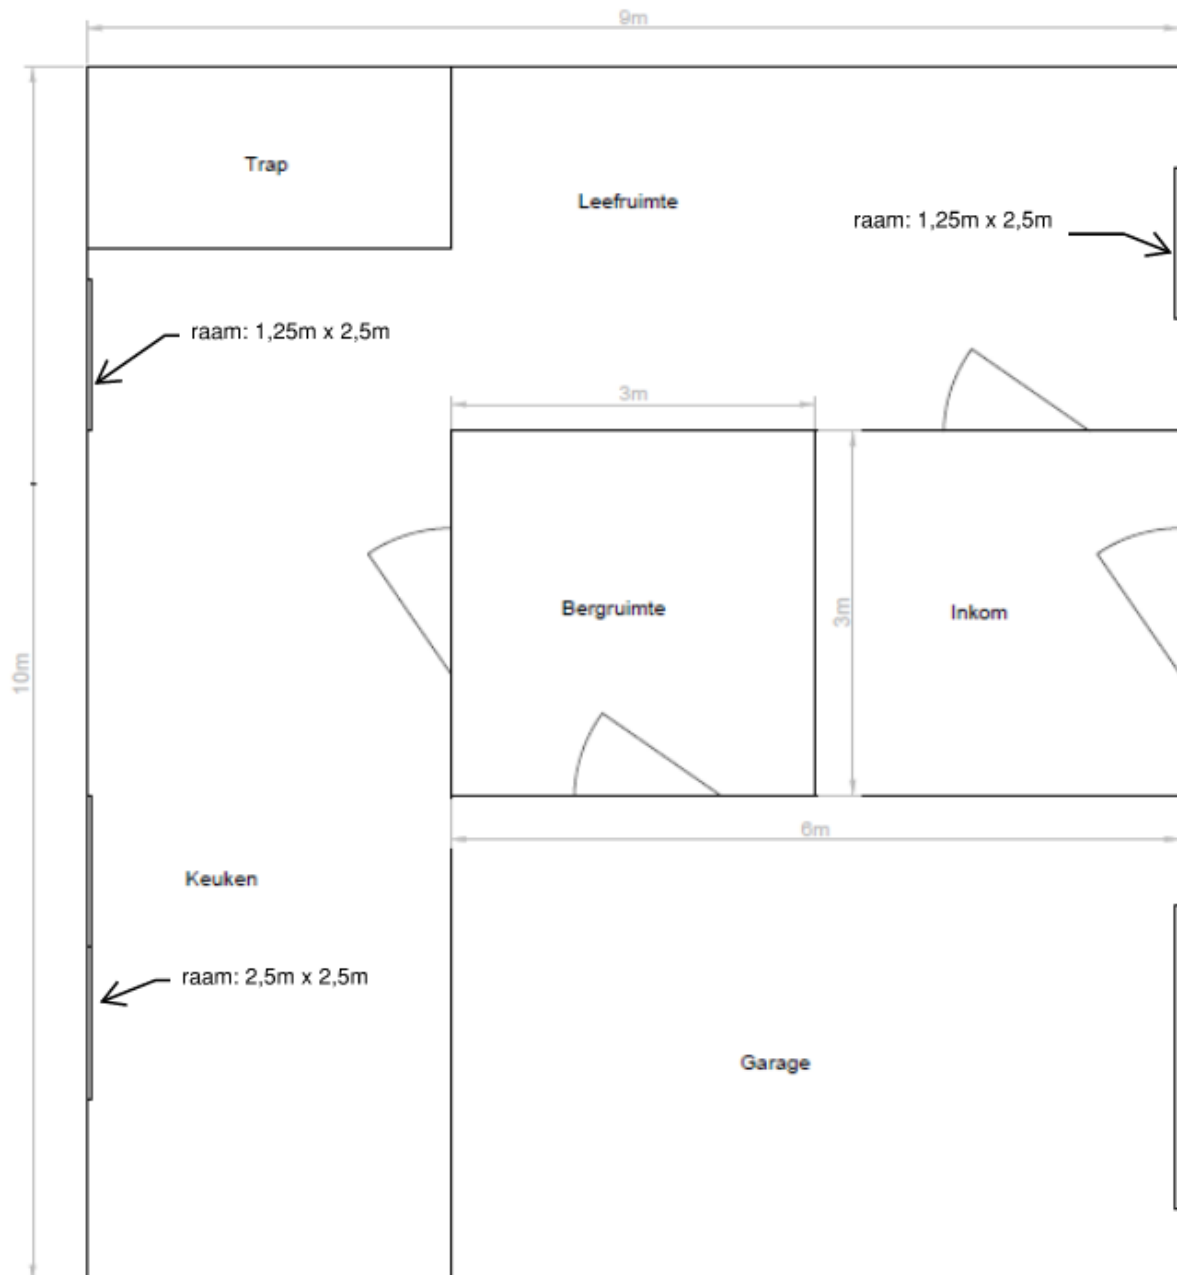 9m
Trap
Leefruimte
raam: 1,25m x 2,5m
raam: 1,25m x 2,5m
3m
Bergruimte
3m
Inkom
10m
6m
Keuken
raam: 2,5m x 2,5m
Garage